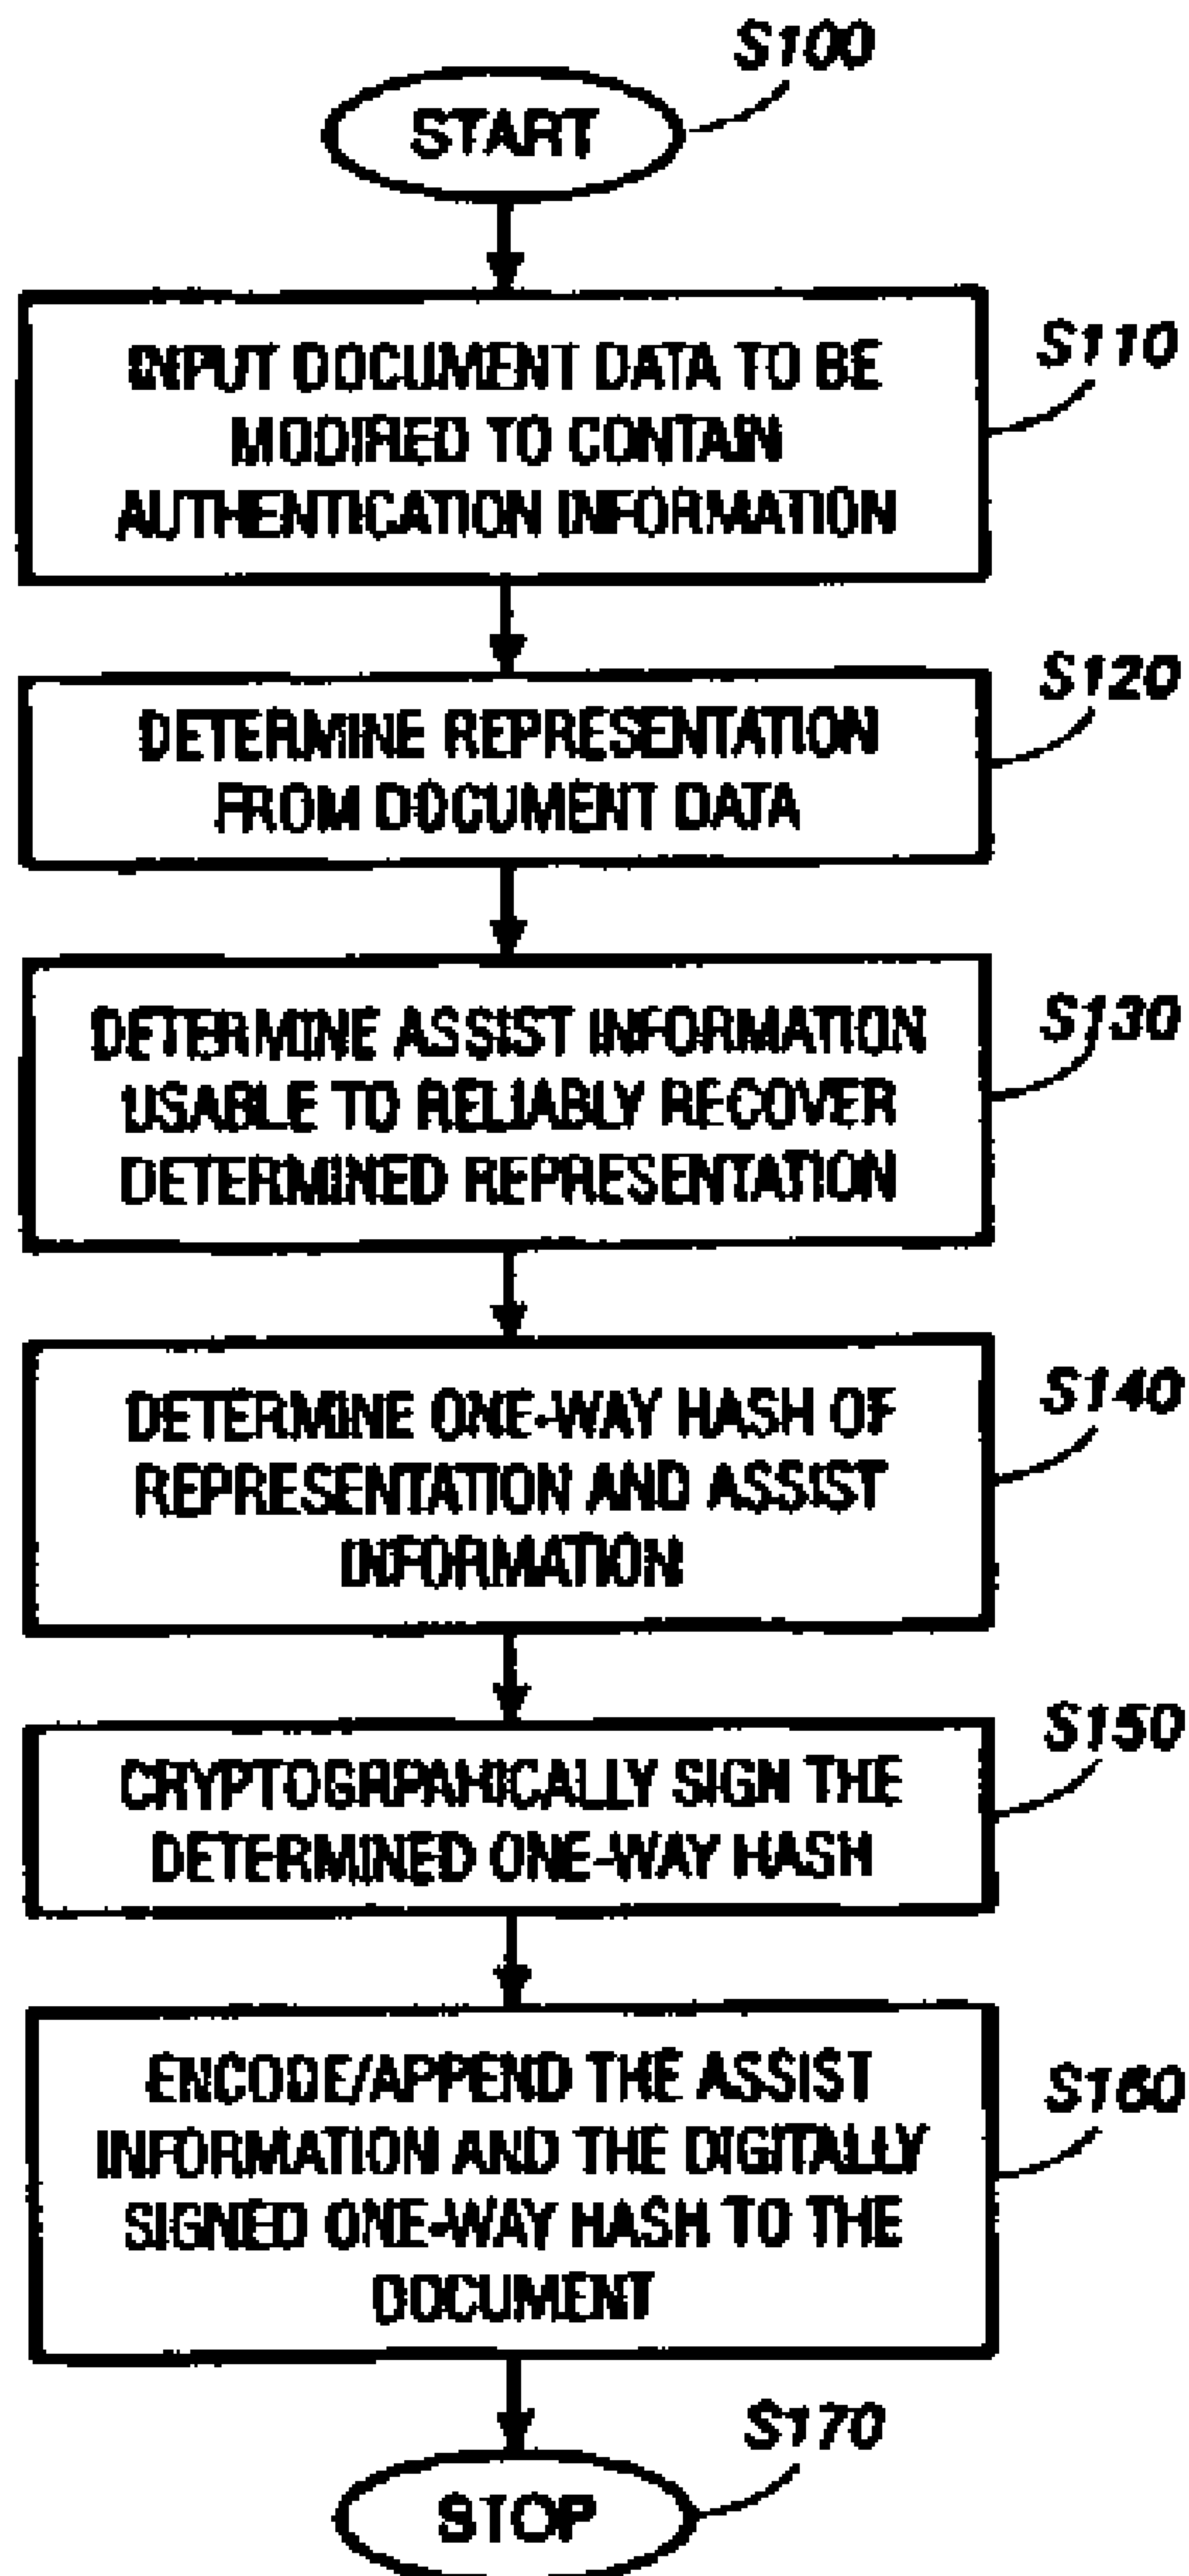 S100
START
INPUT DOCUMENT DATA TO BE
MODIFIED TO CONTAIN
AUTHENTICATION INFORMATION
S110
DETERMINE REPRESENTATION
FROM DOCUMENT DATA
S120
DETERMINE ASSIST INFORMATION
USABLE TO RELIABLY RECOVER
DETERMINED REPRESENTATION
S130
DETERMINE ONE-WAY HASH OF
REPRESENTATION AND ASSIST
INFORMATION
S140
CRYPTOGRPAHICALLY SIGN THE
DETERMINED ONE-WAY HASH
S150
ENCODE/APPEND THE ASSIST
INFORMATION AND THE DIGITALLY
SIGNED ONE-WAY HASH TO THE
DOCUMENT
S160
S170
STOP